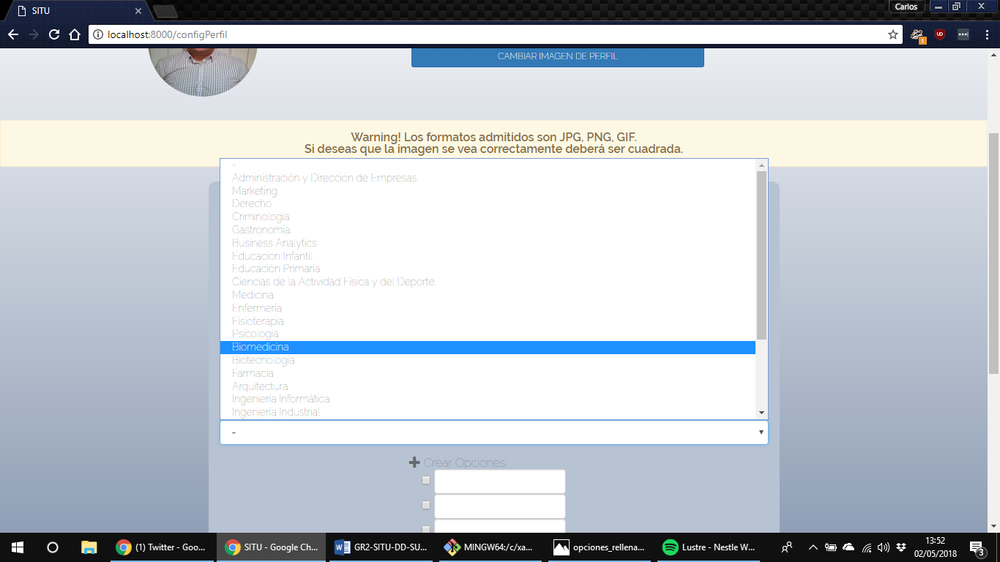 SITU
Carlos
localhost:8000/configPerfil
CAMBIAR IMAGEN DE PERFIL
Warning! Los formatos admitidos son JPG, PNG, GIF.
Si deseas que la imagen se vea correctamente deberá ser cuadrada.
-
Administración y Dirección de Empresas
Marketing
Derecho
Criminología
Gastronomía
Business Analytics
Educación Infantil
Educación Primaria
Ciencias de la Actividad Física y del Deporte
Medicina
Enfermería
Fisioterapia
Psicología
Biomedicina
Biotecnología
Farmacia
Arquitectura
Ingeniería Informática
Ingeniería Industrial
-
Crear Opciones:
(1) Twitter - Goo...
SITU - Google Ch...
GR2-SITU-DD-SU...
MINGW64:/c/xa...
opciones_rellena...
Lustre - Nestle W...
13:52
02/05/2018
3